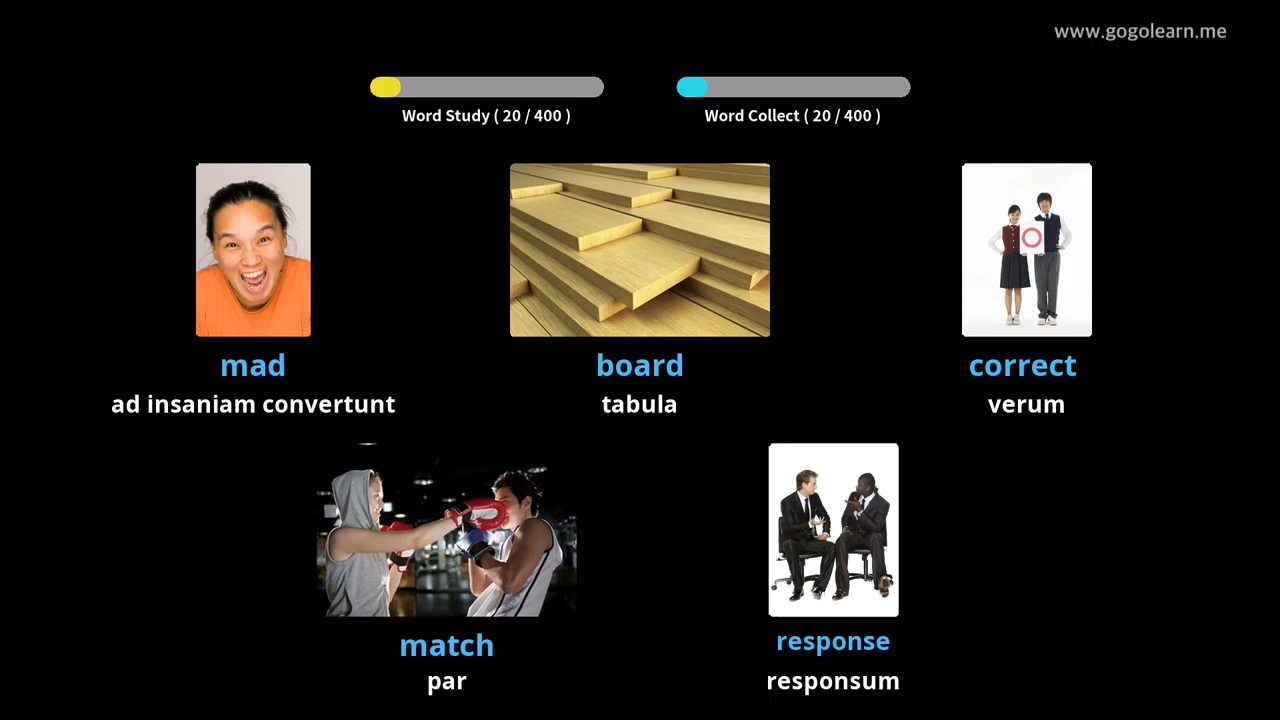 www.gogolearn.me
Word Study ( 20 / 400 )
Word Collect ( 20 / 400 )
mad
ad insaniam convertunt
board
tabula
correct
verum
match
par
response
responsum